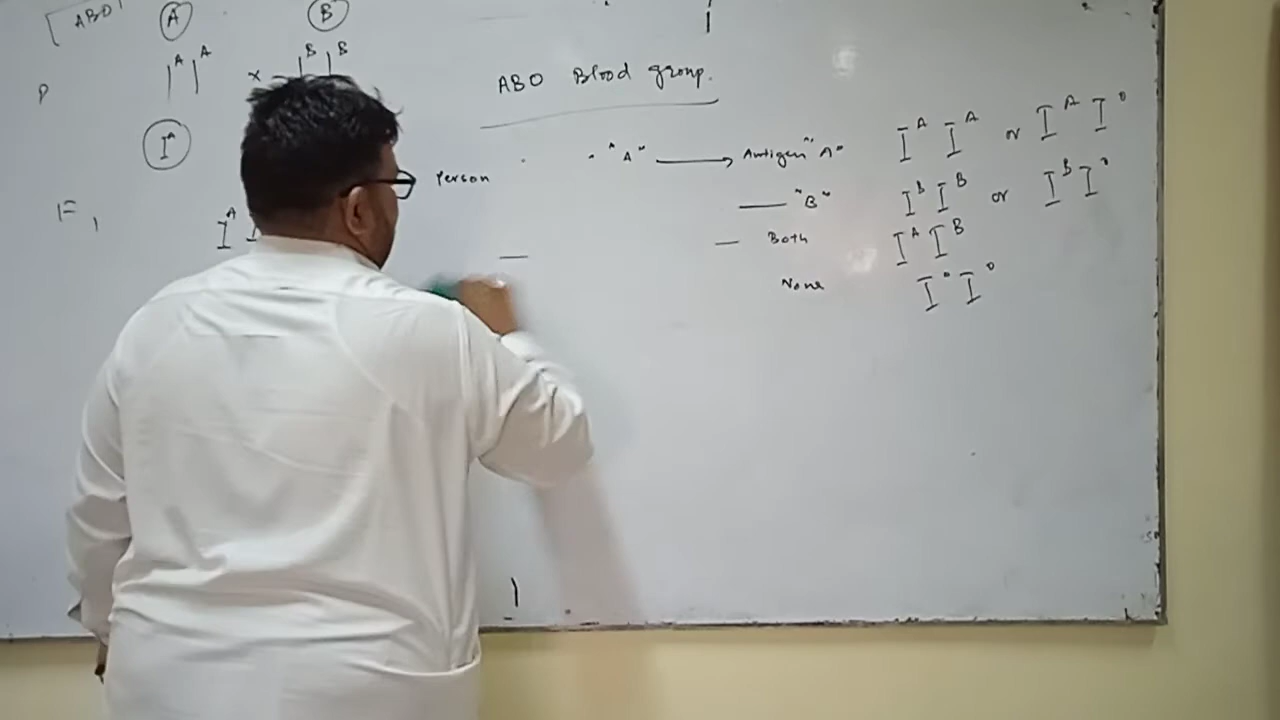 [ ABO
A B
A A B B
P x
I^A
F1 I^A I
ABO Blood group.
Person "A" → Antigen "A" I^A I^A or I^A I^o
— "B" I^B I^B or I^B I^o
— Both I^A I^B
None I^o I^o